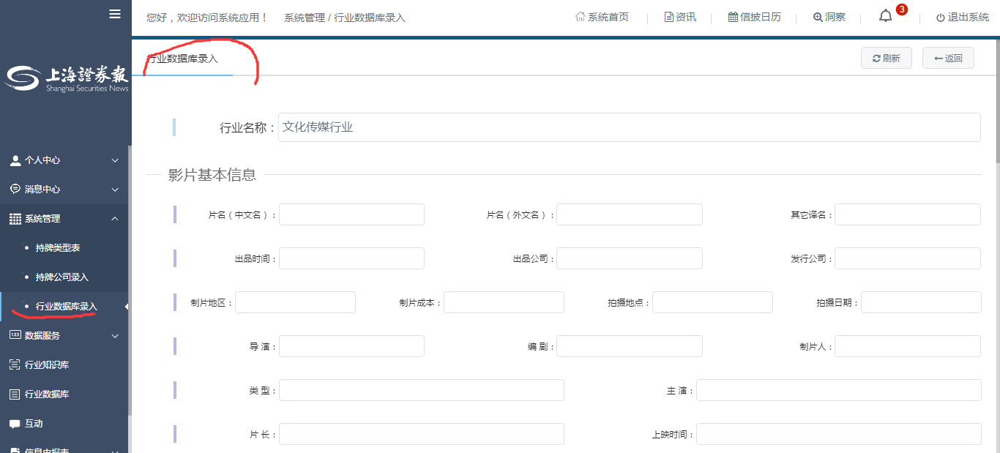 您好，欢迎访问系统应用！ 系统管理 / 行业数据库录入 系统首页 资讯 信披日历 洞察 3 退出系统
上海證券報
Shanghai Securities News
个人中心
消息中心
系统管理
持牌类型表
持牌公司录入
行业数据库录入
123 数据服务
行业知识库
行业数据库
互动
行业数据库录入 刷新 返回
行业名称： 文化传媒行业
影片基本信息
片名（中文名）： 片名（外文名）： 其它译名：
出品时间： 出品公司： 发行公司：
制片地区： 制片成本： 拍摄地点： 拍摄日期：
导 演： 编 剧： 制片人：
类 型： 主 演：
片 长： 上映时间：